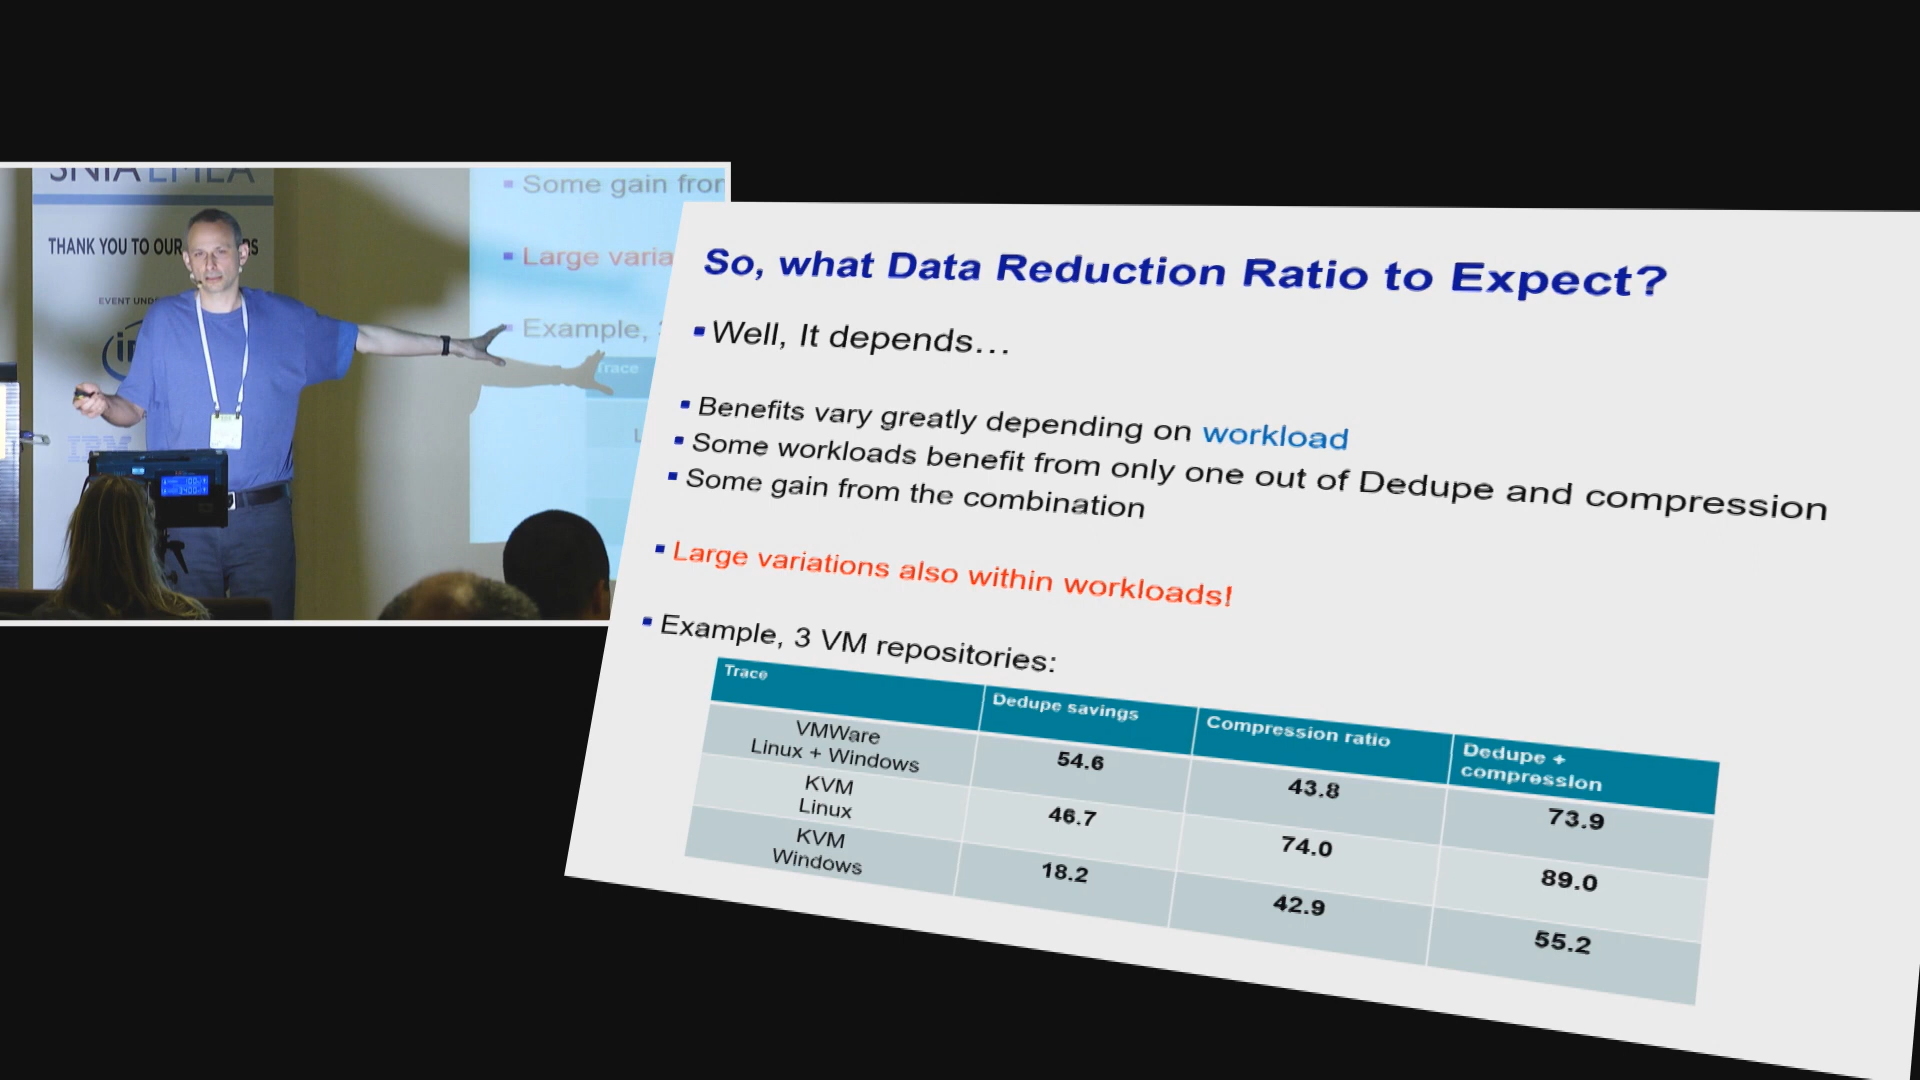 SNIA EMEA
THANK YOU TO OUR
EVENT UND
IBM
Some gain from
Large varia
Example,
Trace
So, what Data Reduction Ratio to Expect?
Well, It depends…
Benefits vary greatly depending on workload
Some workloads benefit from only one out of Dedupe and compression
Some gain from the combination
Large variations also within workloads!
Example, 3 VM repositories:
Trace
Dedupe savings
Compression ratio
Dedupe +
compression
VMWare
Linux + Windows
54.6
43.8
73.9
KVM
Linux
46.7
74.0
89.0
KVM
Windows
18.2
42.9
55.2